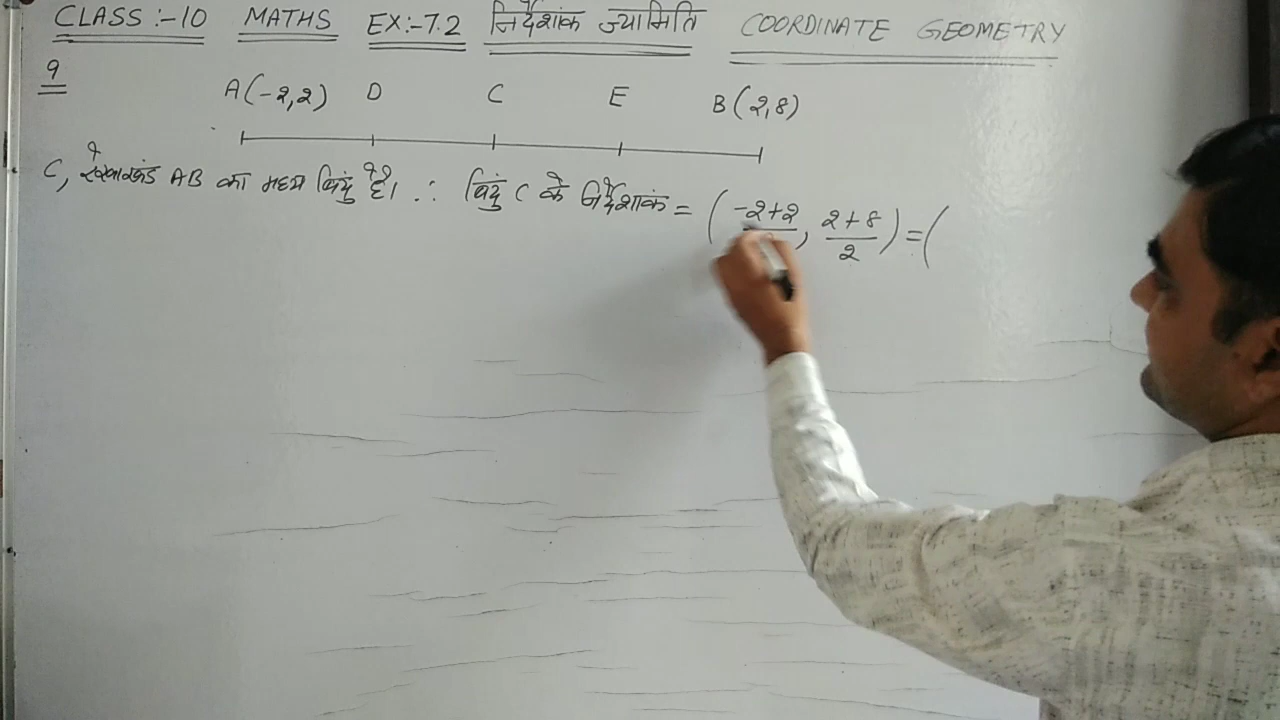 CLASS :-10 MATHS EX:-7.2 निर्देशांक ज्यामिति COORDINATE GEOMETRY
9
A(-2,2) D C E B(2,8)
C, रेखाखंड AB का मध्य बिंदु है। ∴ बिंदु C के निर्देशांक = (-2+2/, 2+8/2) = (